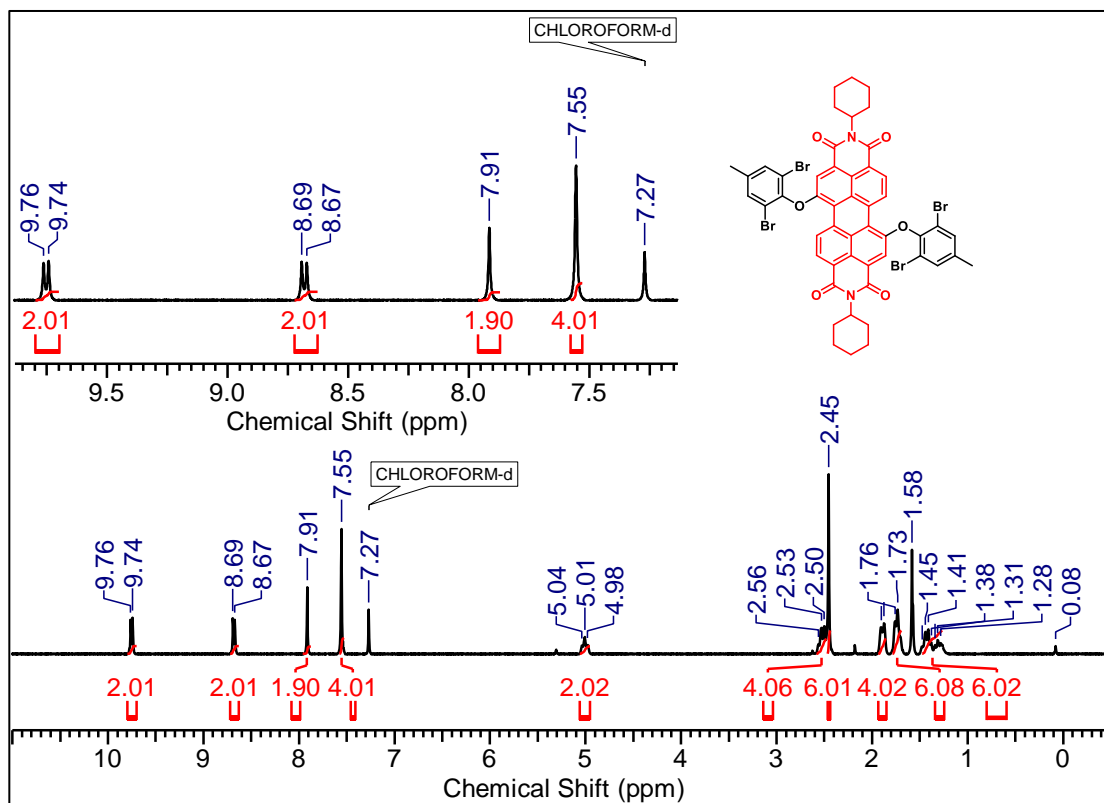 CHLOROFORM-d
9.76
9.74
8.69
8.67
7.91
7.55
7.27
2.01
2.01
1.90
4.01
9.5 9.0 8.5 8.0 7.5
Chemical Shift (ppm)
O N O
Br
O
Br
Br
O
Br
O N O
CHLOROFORM-d
9.76
9.74
8.69
8.67
7.91
7.55
7.27
5.04
5.01
4.98
2.56
2.53
2.50
2.45
1.76
1.73
1.58
1.45
1.41
1.38
1.31
1.28
0.08
2.01 2.01 1.90 4.01 2.02 4.06 6.01 4.02 6.08 6.02
10 9 8 7 6 5 4 3 2 1 0
Chemical Shift (ppm)